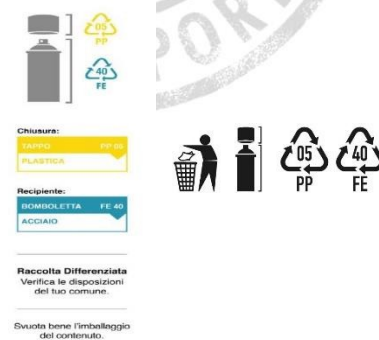 05
PP
40
FE
Chiusura:
TAPPO PP 05
PLASTICA
Recipiente:
BOMBOLETTA FE 40
ACCIAIO
Raccolta Differenziata
Verifica le disposizioni
del tuo comune.
Svuota bene l'imballaggio
del contenuto.
PORT
05 40
PP FE